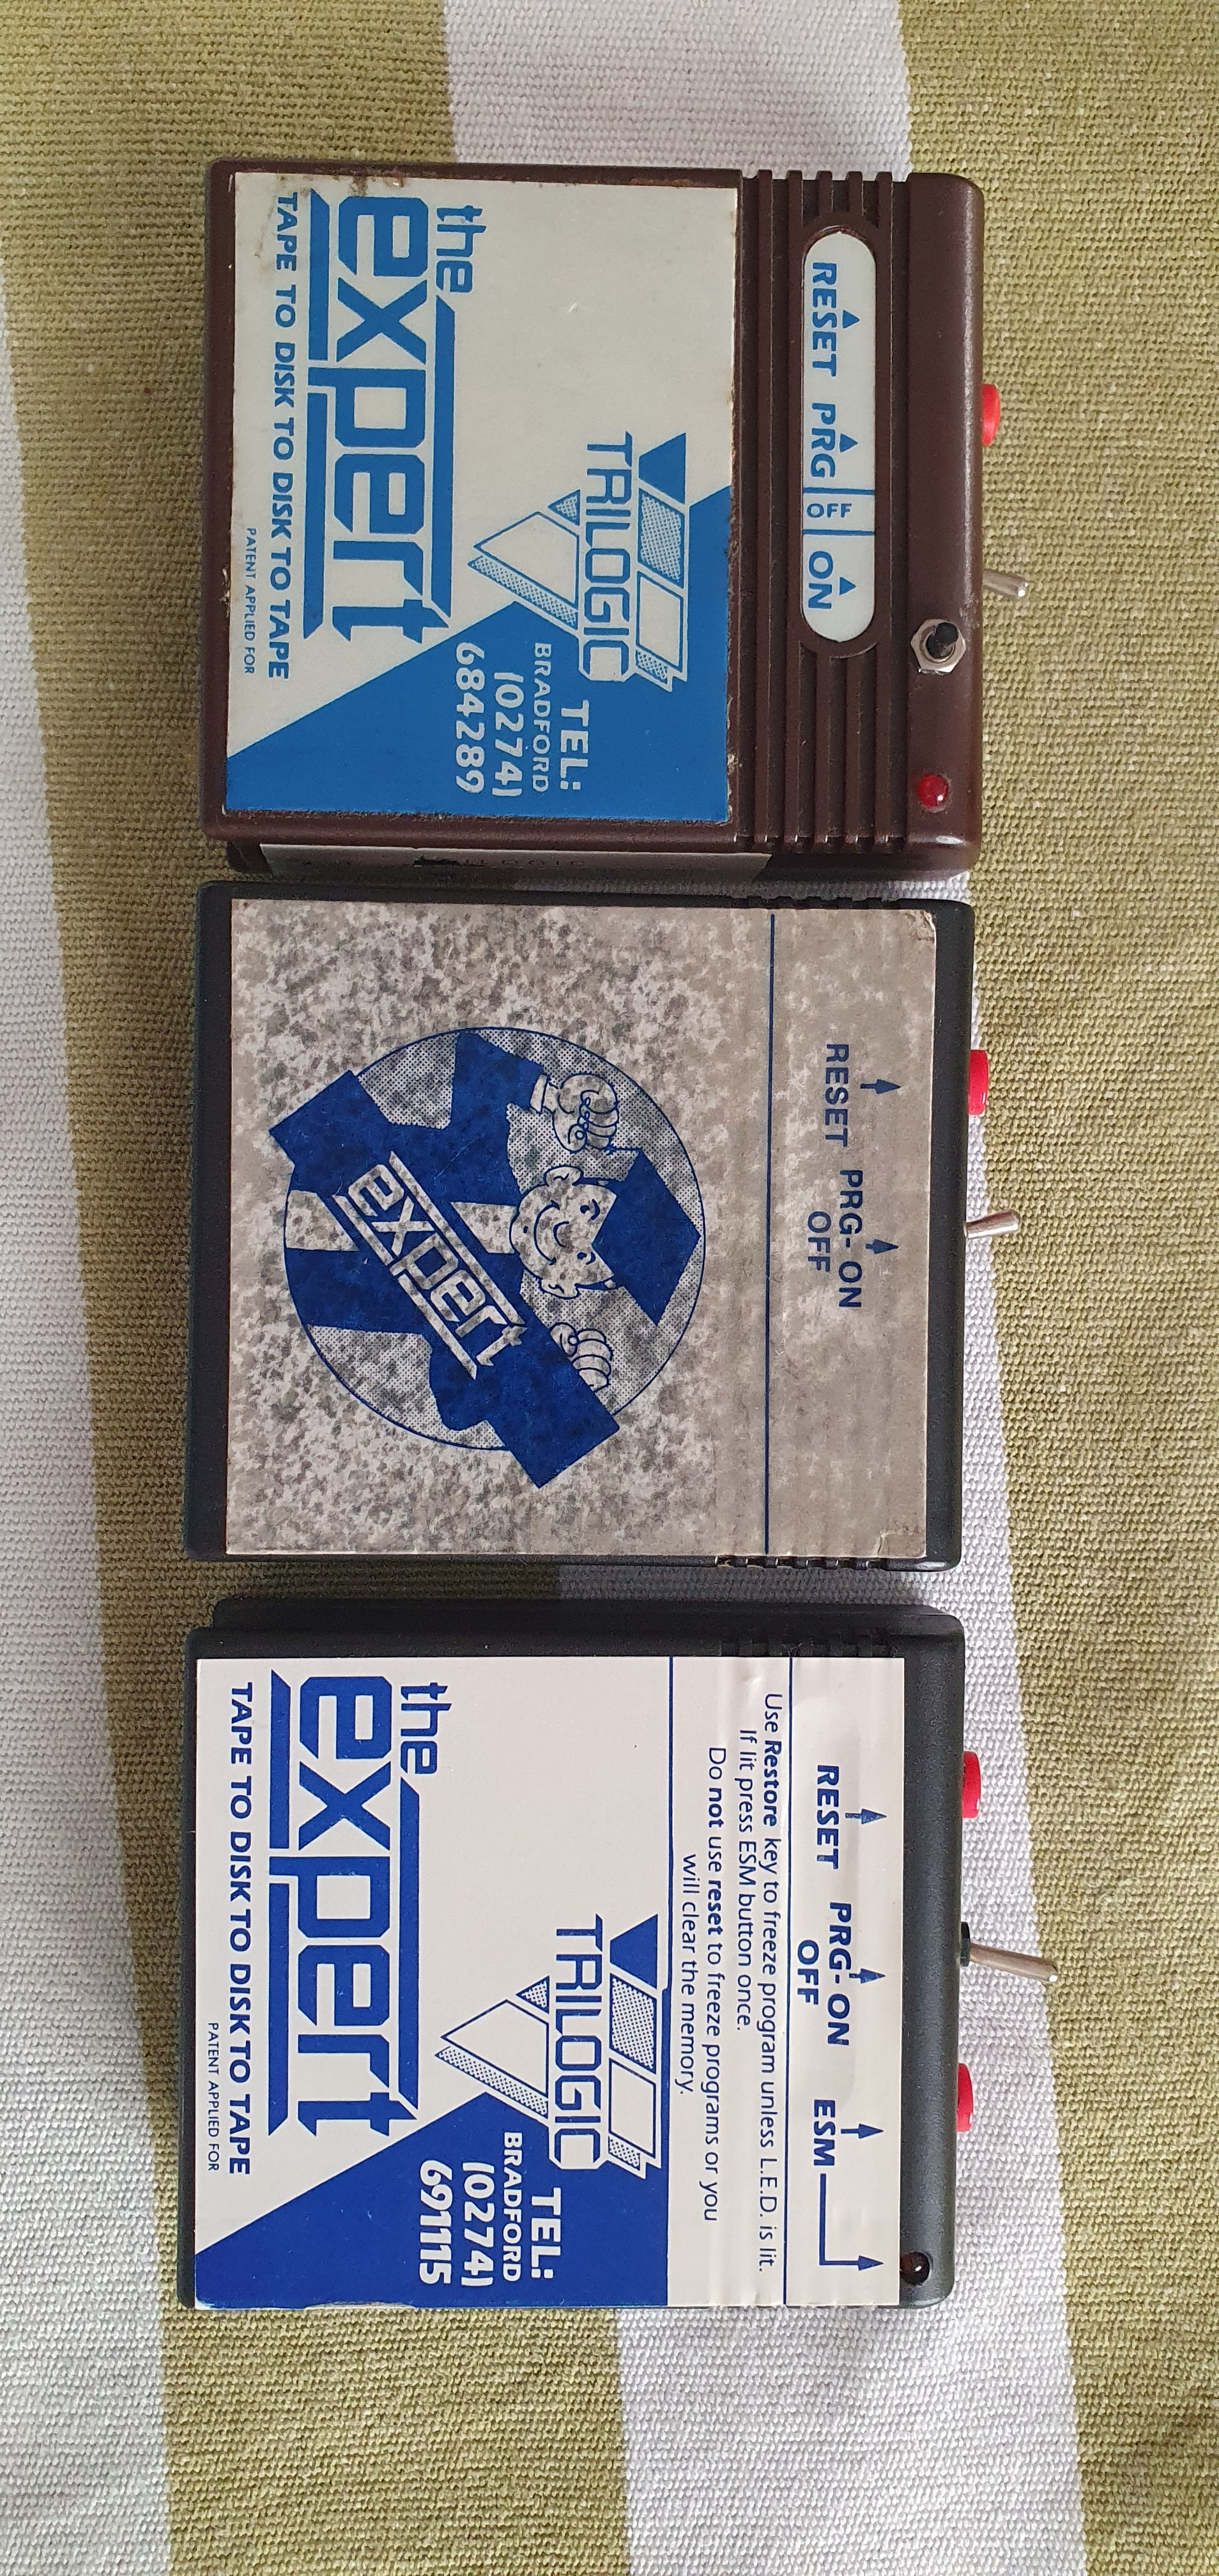 RESET PRG OFF ON
TRILOGIC
TEL:
BRADFORD
(0274)
684289
the
expert
TAPE TO DISK TO DISK TO TAPE
PATENT APPLIED FOR
RESET PRG-ON
OFF
expert
RESET PRG-ON ESM
OFF
Use Restore key to freeze program unless L.E.D. is lit.
If lit press ESM button once.
Do not use reset to freeze programs or you
will clear the memory.
TRILOGIC
TEL:
BRADFORD
(0274)
691115
the
expert
TAPE TO DISK TO DISK TO TAPE
PATENT APPLIED FOR